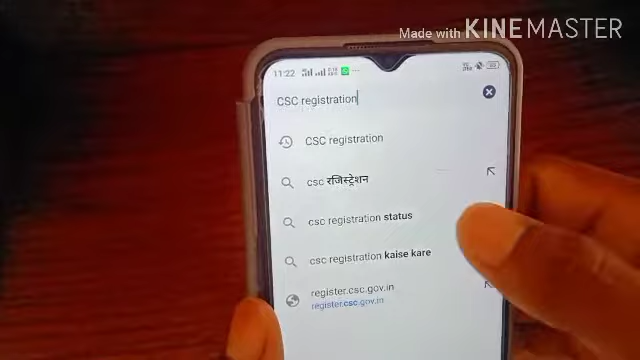 Made with KINEMASTER
11:22
CSC registration
CSC registration
csc रजिस्ट्रेशन
csc registration status
csc registration kaise kare
register.csc.gov.in
register.csc.gov.in